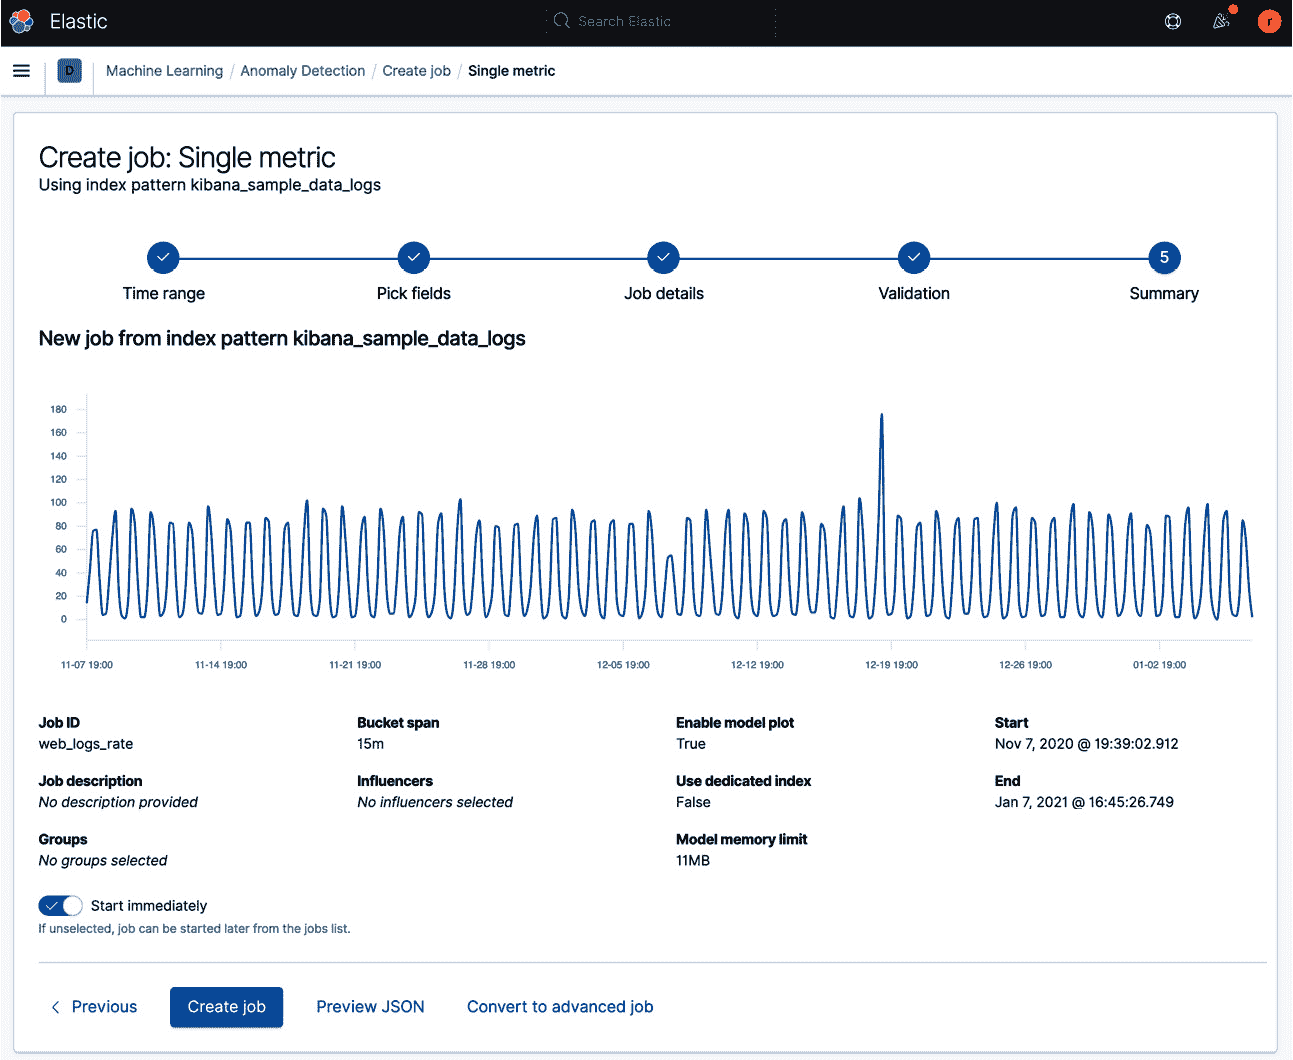 Elastic
Search Elastic
r
D
Machine Learning / Anomaly Detection / Create job / Single metric
Create job: Single metric
Using index pattern kibana_sample_data_logs
5
Time range
Pick fields
Job details
Validation
Summary
New job from index pattern kibana_sample_data_logs
180
160
140
120
100
80
60
40
20
0
11-07 19:00
11-14 19:00
11-21 19:00
11-28 19:00
12-05 19:00
12-12 19:00
12-19 19:00
12-26 19:00
01-02 19:00
Job ID
web_logs_rate
Job description
No description provided
Groups
No groups selected
Bucket span
15m
Influencers
No influencers selected
Enable model plot
True
Use dedicated index
False
Model memory limit
11MB
Start
Nov 7, 2020 @ 19:39:02.912
End
Jan 7, 2021 @ 16:45:26.749
Start immediately
If unselected, job can be started later from the jobs list.
Previous
Create job
Preview JSON
Convert to advanced job